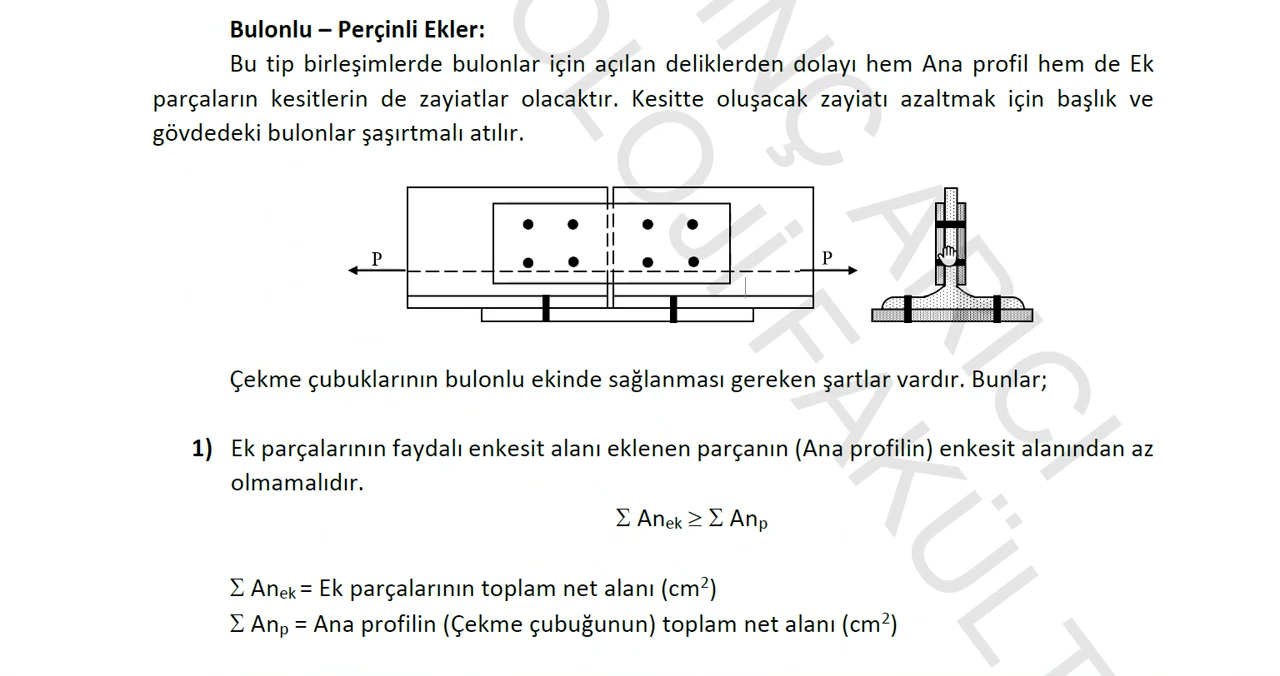 Bulonlu – Perçinli Ekler:
Bu tip birleşimlerde bulonlar için açılan deliklerden dolayı hem Ana profil hem de Ek
parçaların kesitlerin de zayiatlar olacaktır. Kesitte oluşacak zayiatı azaltmak için başlık ve
gövdedeki bulonlar şaşırtmalı atılır.
P
P
Çekme çubuklarının bulonlu ekinde sağlanması gereken şartlar vardır. Bunlar;
1) Ek parçalarının faydalı enkesit alanı eklenen parçanın (Ana profilin) enkesit alanından az
olmamalıdır.
Σ Anek ≥ Σ Anp
Σ Anek = Ek parçalarının toplam net alanı (cm²)
Σ Anp = Ana profilin (Çekme çubuğunun) toplam net alanı (cm²)
ARICI